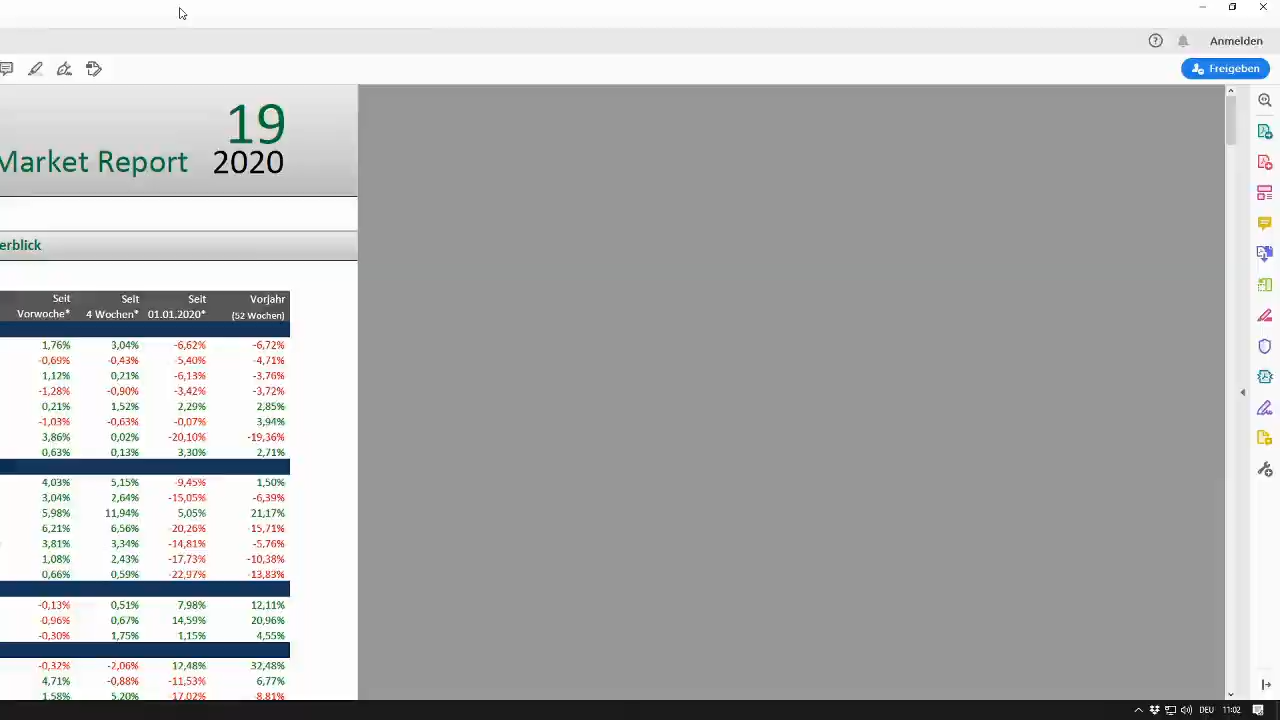 Anmelden
Freigeben
19
Market Report 2020
erblick
Seit Seit Seit Vorjahr
Vorwoche* 4 Wochen* 01.01.2020* (52 Wochen)
1,76% 3,04% -6,62% -6,72%
-0,69% -0,43% -5,40% -4,71%
1,12% 0,21% -6,13% -3,76%
-1,28% -0,90% -3,42% -3,72%
0,21% 1,52% 2,29% 2,85%
-1,03% -0,63% -0,07% 3,94%
3,86% 0,02% -20,10% -19,36%
0,63% 0,13% 3,30% 2,71%
4,03% 5,15% -9,45% 1,50%
3,04% 2,64% -15,05% -6,39%
5,98% 11,94% 5,05% 21,17%
6,21% 6,56% -20,26% -15,71%
3,81% 3,34% -14,81% -5,76%
1,08% 2,43% -17,73% -10,38%
0,66% 0,59% -22,97% -13,83%
-0,13% 0,51% 7,98% 12,11%
-0,96% 0,67% 14,59% 20,96%
-0,30% 1,75% 1,15% 4,55%
-0,32% -2,06% 12,48% 32,48%
4,71% -0,88% -11,53% 6,77%
1,58% 5,20% 17,02% 8,81%
DEU 11:02